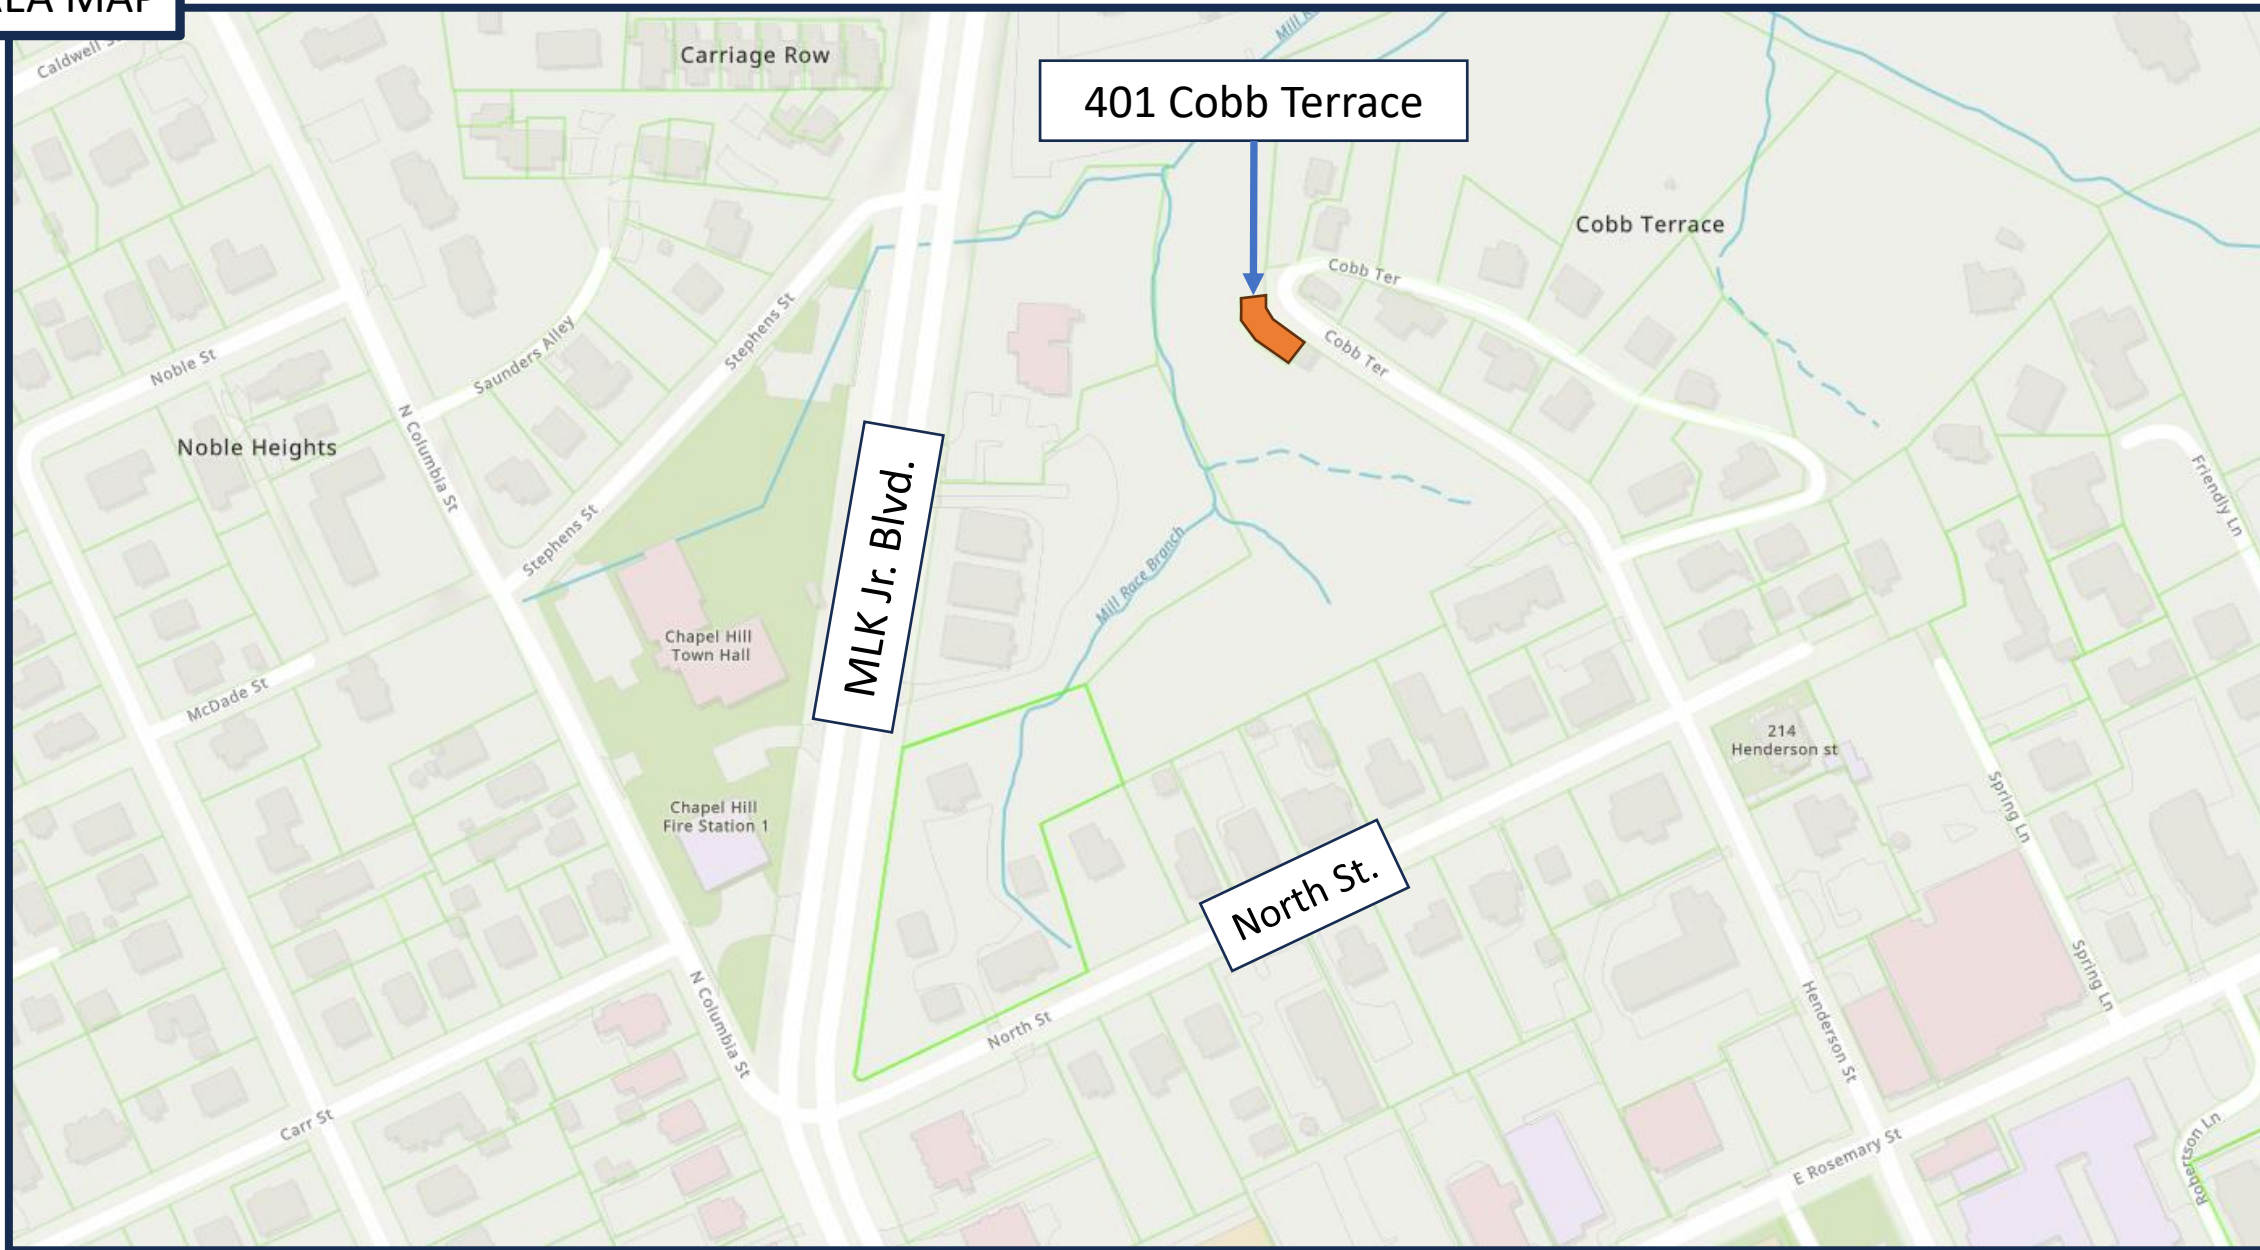 MAP
Caldwell
Carriage Row
Mill
401 Cobb Terrace
Cobb Terrace
Cobb Ter
Cobb Ter
Stephens St
Saunders Alley
Noble St
Noble Heights
N Columbia St
Stephens St
MLK Jr. Blvd.
Mill Race Branch
Friendly Ln
Chapel Hill
Town Hall
McDade St
214
Henderson st
Spring Ln
Chapel Hill
Fire Station 1
North St.
N Columbia St
North St
Spring Ln
Henderson St
Carr St
E Rosemary St
Robertson Ln